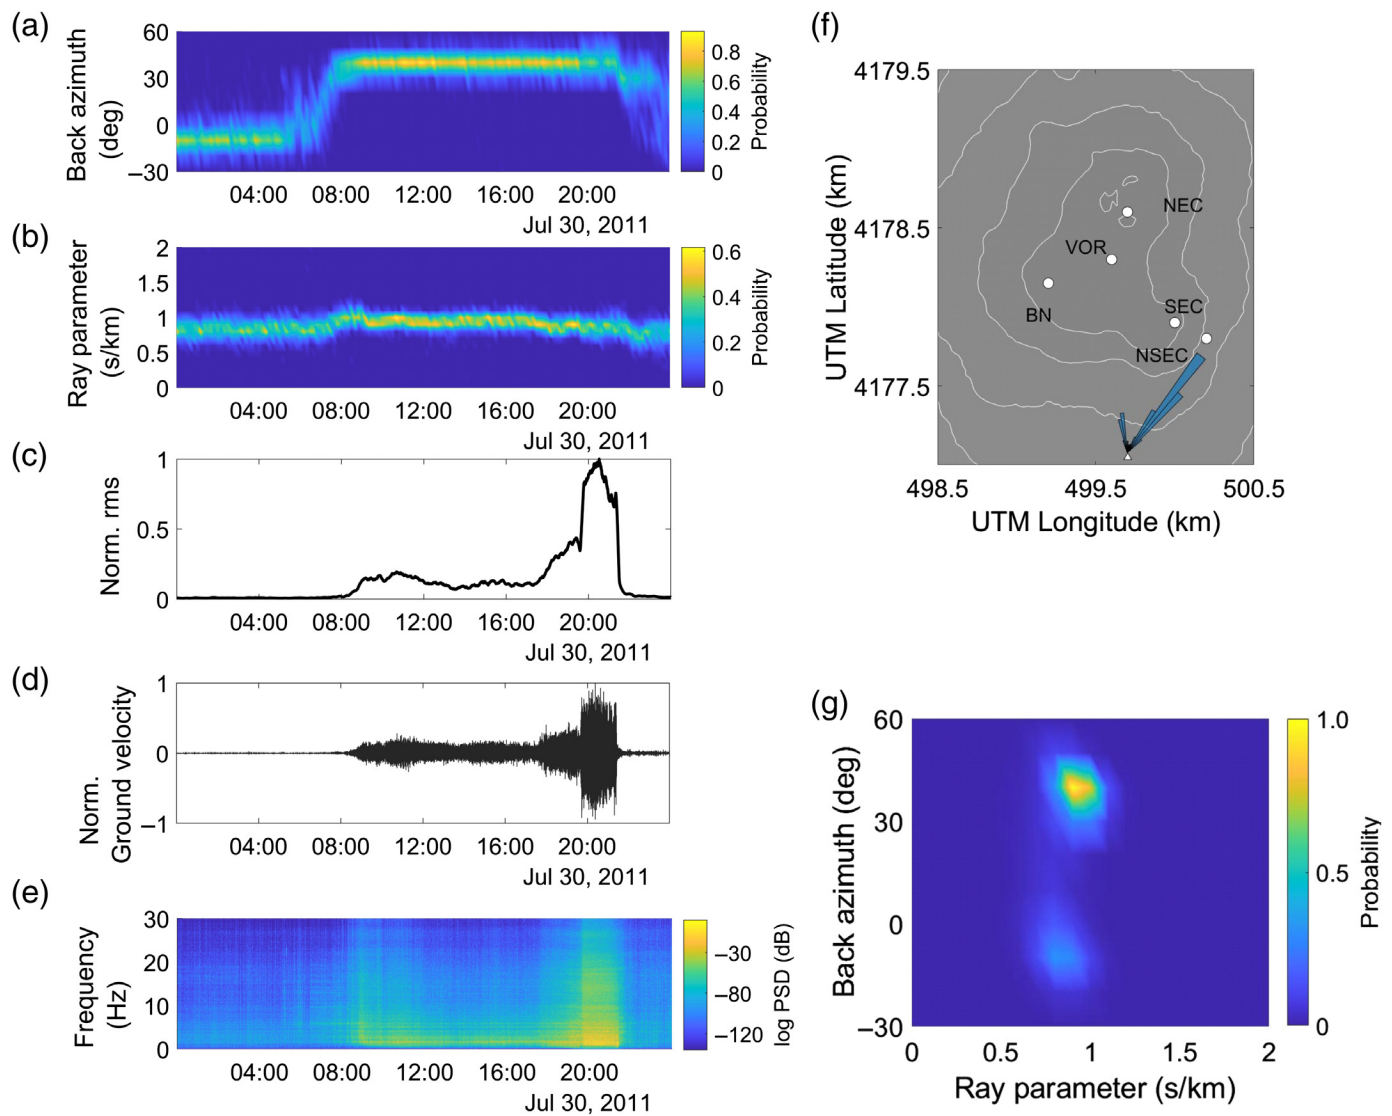 (a)
60
30
0
–30
Back azimuth
(deg)
04:00 08:00 12:00 16:00 20:00
Jul 30, 2011
0.8
0.6
0.4
0.2
0
Probability
(b)
2
1.5
1
0.5
0
Ray parameter
(s/km)
04:00 08:00 12:00 16:00 20:00
Jul 30, 2011
0.6
0.4
0.2
0
Probability
(c)
1
0.5
0
Norm. rms
04:00 08:00 12:00 16:00 20:00
Jul 30, 2011
(d)
1
0
–1
Norm.
Ground velocity
04:00 08:00 12:00 16:00 20:00
Jul 30, 2011
(e)
30
20
10
0
Frequency
(Hz)
04:00 08:00 12:00 16:00 20:00
Jul 30, 2011
–30
–80
–120
log PSD (dB)
(f)
4179.5
4178.5
4177.5
UTM Latitude (km)
NEC
VOR
BN
SEC
NSEC
498.5 499.5 500.5
UTM Longitude (km)
(g)
60
30
0
–30
Back azimuth (deg)
0 0.5 1 1.5 2
Ray parameter (s/km)
1.0
0.5
0
Probability